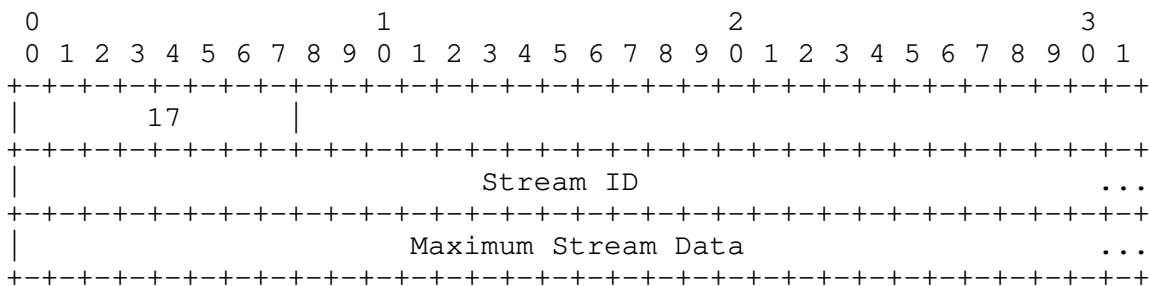 0                   1                   2                   3
 0 1 2 3 4 5 6 7 8 9 0 1 2 3 4 5 6 7 8 9 0 1 2 3 4 5 6 7 8 9 0 1
+-+-+-+-+-+-+-+-+-+-+-+-+-+-+-+-+-+-+-+-+-+-+-+-+-+-+-+-+-+-+-+-+
|       17      |
+-+-+-+-+-+-+-+-+-+-+-+-+-+-+-+-+-+-+-+-+-+-+-+-+-+-+-+-+-+-+-+-+
|                          Stream ID                          ...
+-+-+-+-+-+-+-+-+-+-+-+-+-+-+-+-+-+-+-+-+-+-+-+-+-+-+-+-+-+-+-+-+
|                      Maximum Stream Data                    ...
+-+-+-+-+-+-+-+-+-+-+-+-+-+-+-+-+-+-+-+-+-+-+-+-+-+-+-+-+-+-+-+-+